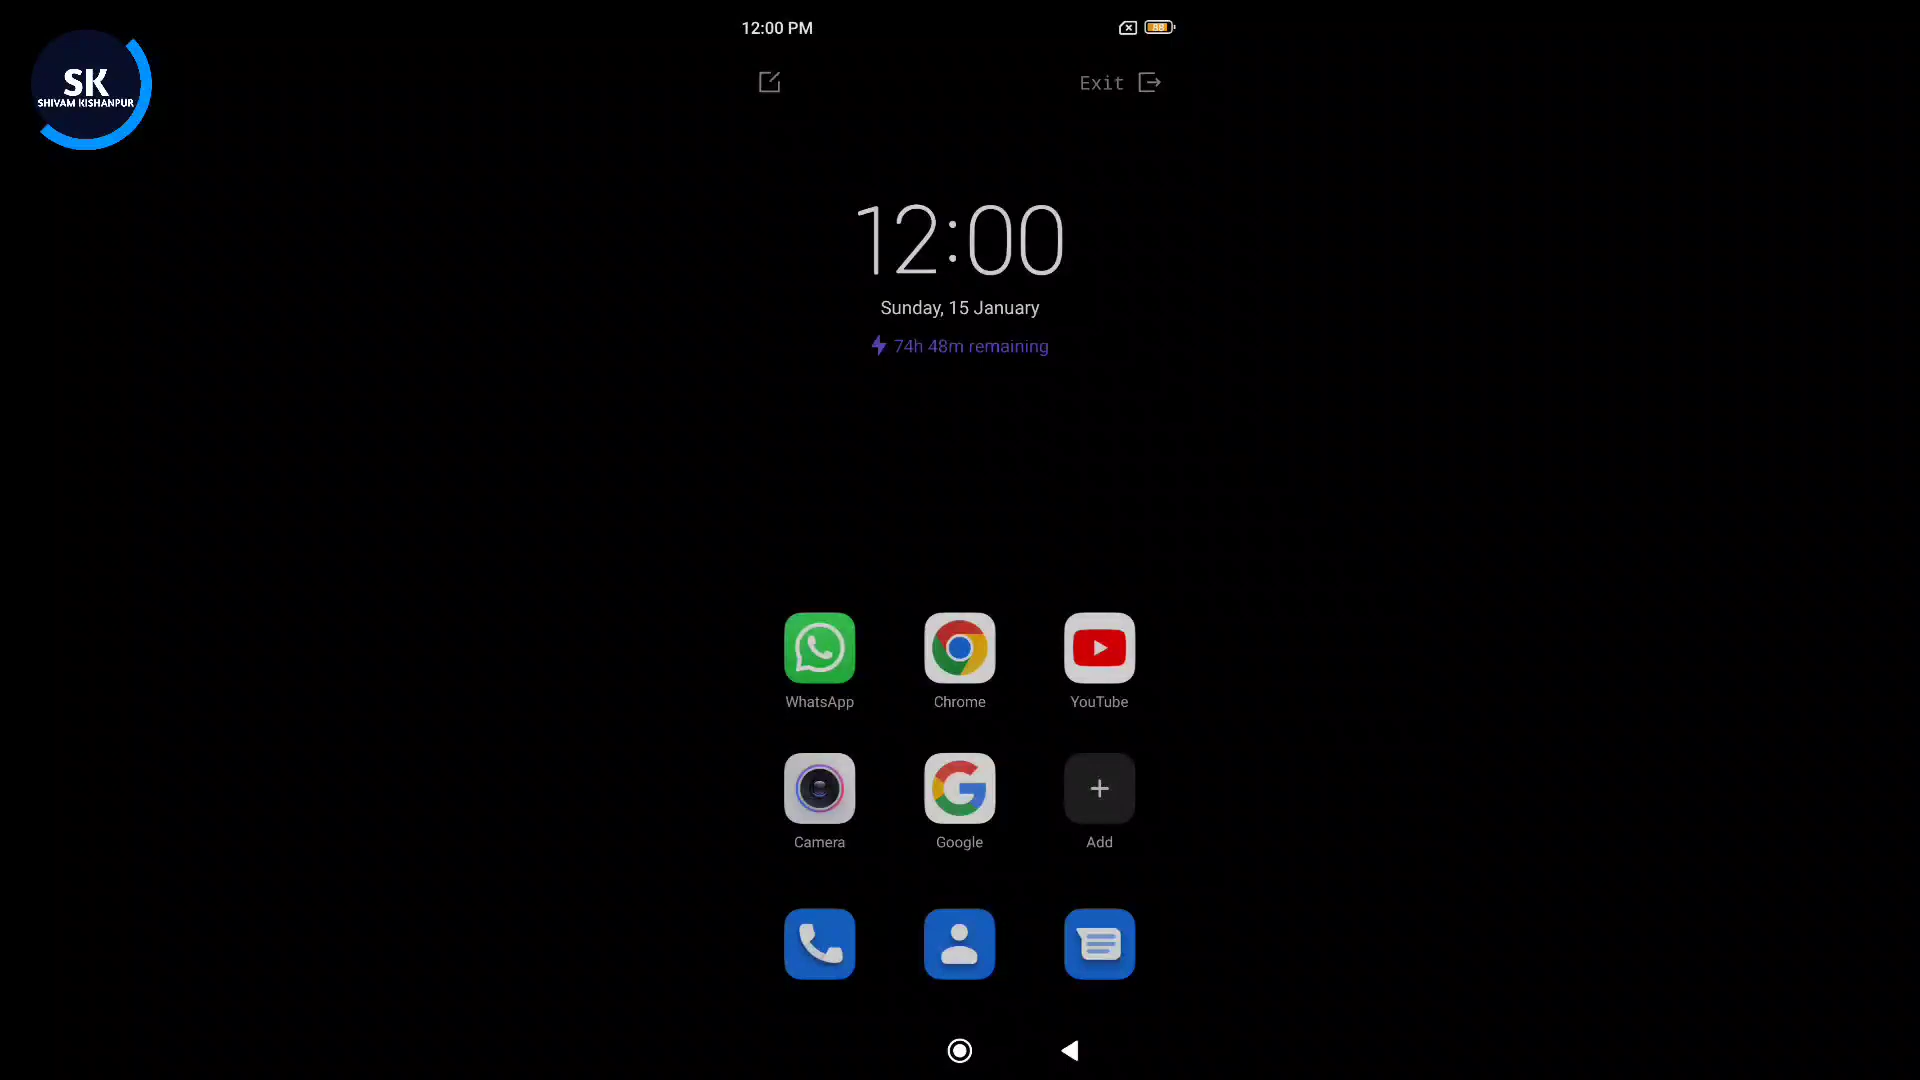 12:00 PM
88
SK
SHIVAM KISHANPUR
Exit
12:00
Sunday, 15 January
74h 48m remaining
WhatsApp
Chrome
YouTube
Camera
Google
Add